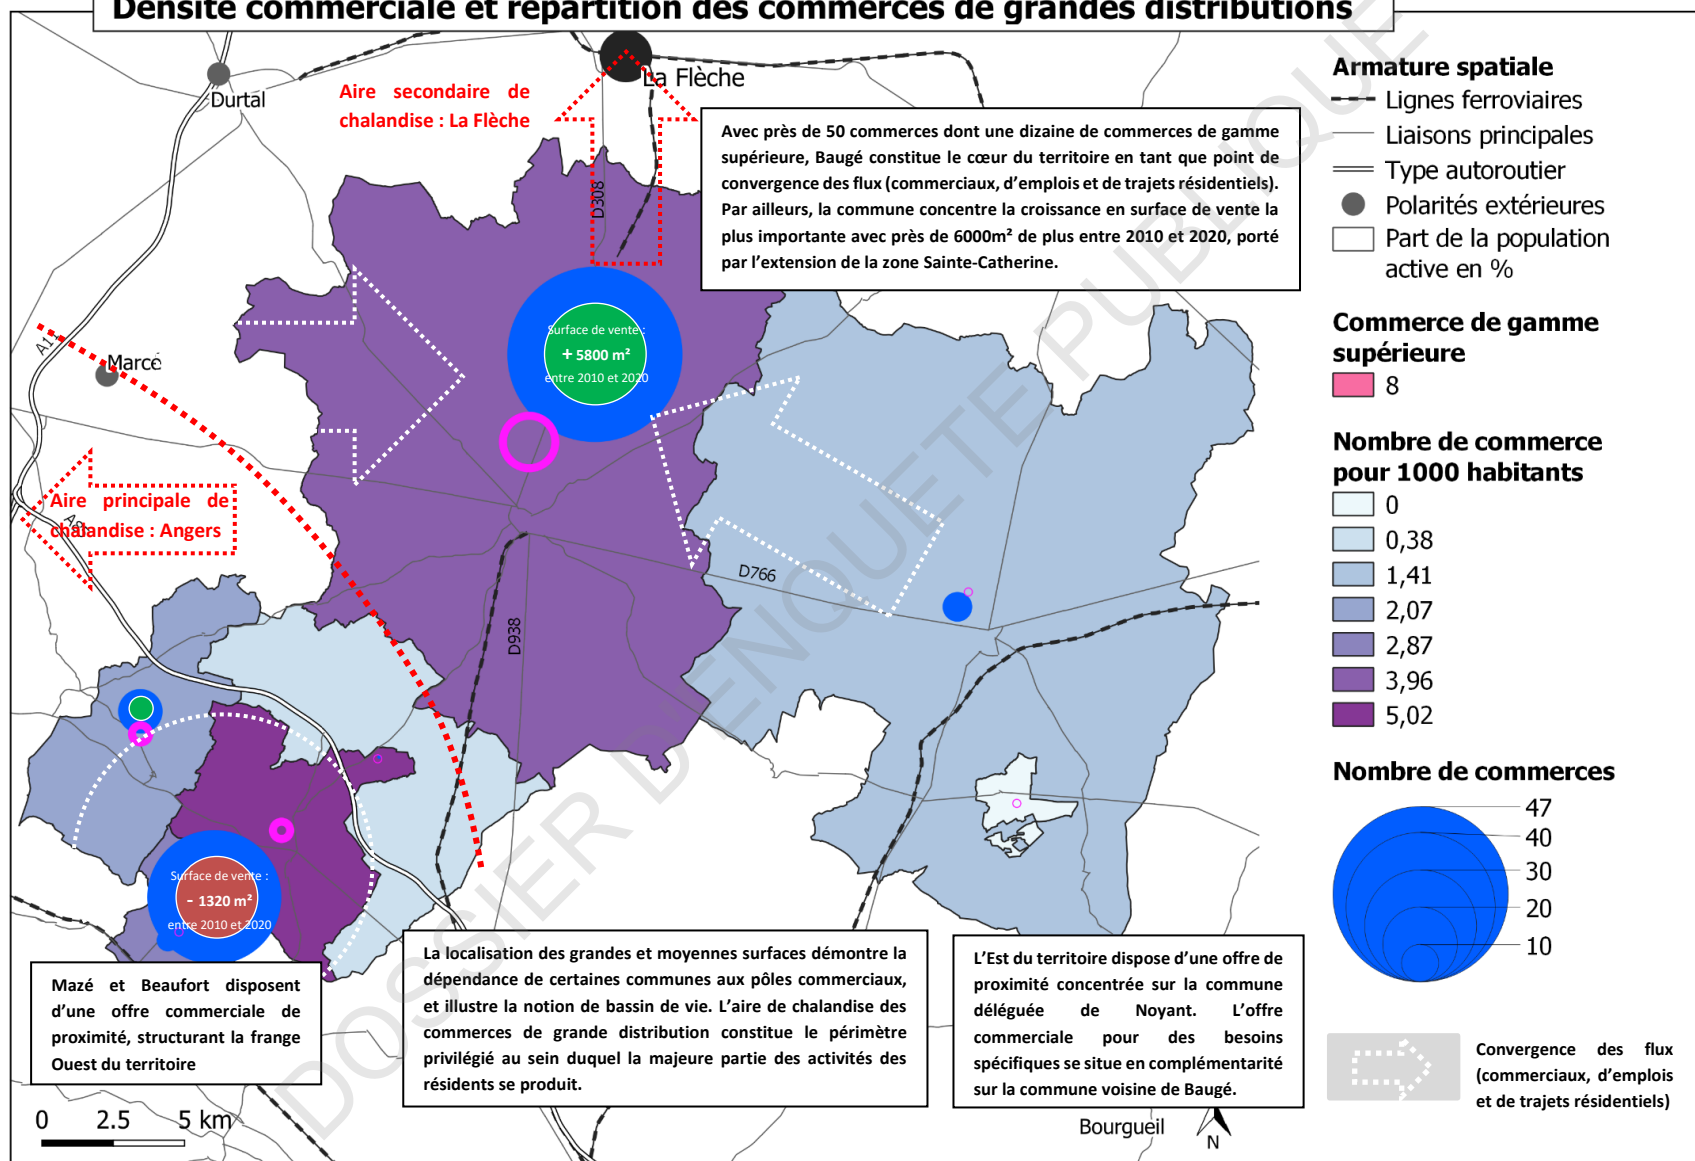 Densité commerciale et répartition des commerces de grandes distributions
La Flèche
Durtal
Aire secondaire de
chalandise : La Flèche
D308
Avec près de 50 commerces dont une dizaine de commerces de gamme
supérieure, Baugé constitue le cœur du territoire en tant que point de
convergence des flux (commerciaux, d'emplois et de trajets résidentiels).
Par ailleurs, la commune concentre la croissance en surface de vente la
plus importante avec près de 6000m² de plus entre 2010 et 2020, porté
par l'extension de la zone Sainte-Catherine.
Surface de vente :
+ 5800 m²
entre 2010 et 2020
Marcé
Aire principale de
chalandise : Angers
D766
D938
Surface de vente :
- 1320 m²
entre 2010 et 2020
Mazé et Beaufort disposent
d'une offre commerciale de
proximité, structurant la frange
Ouest du territoire
La localisation des grandes et moyennes surfaces démontre la
dépendance de certaines communes aux pôles commerciaux,
et illustre la notion de bassin de vie. L'aire de chalandise des
commerces de grande distribution constitue le périmètre
privilégié au sein duquel la majeure partie des activités des
résidents se produit.
L'Est du territoire dispose d'une offre de
proximité concentrée sur la commune
déléguée de Noyant. L'offre
commerciale pour des besoins
spécifiques se situe en complémentarité
sur la commune voisine de Baugé.
0 2.5 5 km
Bourgueil
N
Armature spatiale
Lignes ferroviaires
Liaisons principales
Type autoroutier
Polarités extérieures
Part de la population
active en %
Commerce de gamme
supérieure
8
Nombre de commerce
pour 1000 habitants
0
0,38
1,41
2,07
2,87
3,96
5,02
Nombre de commerces
47
40
30
20
10
Convergence des flux
(commerciaux, d'emplois
et de trajets résidentiels)
DOSSIER D'ENQUETE PUBLIQUE